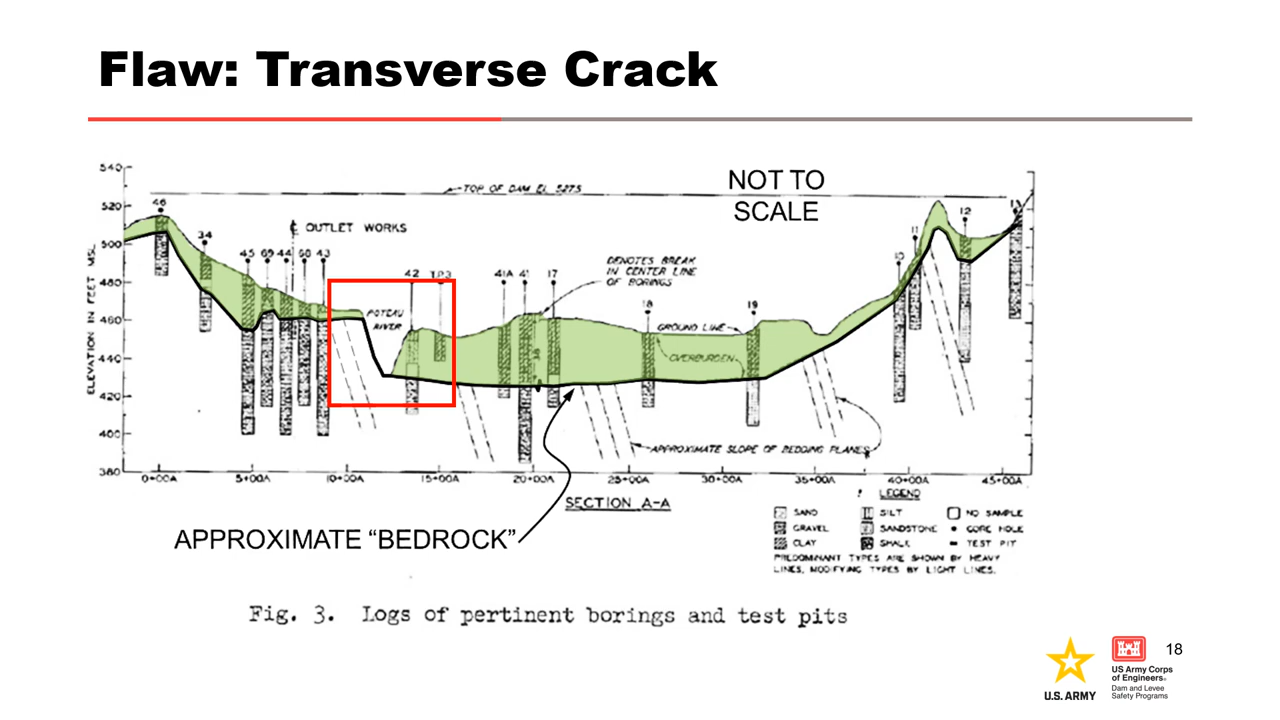 Flaw: Transverse Crack
540
520
500
480
460
440
420
400
380
ELEVATION IN FEET MSL
TOP OF DAM EL 527.5
NOT TO
SCALE
46
34
45
69
44
68
43
℄ OUTLET WORKS
42
T.P.3
41A
41
17
18
19
10
11
12
13
DENOTES BREAK
IN CENTER LINE
OF BORINGS
POTEAU
RIVER
GROUND LINE
OVERBURDEN
APPROXIMATE SLOPE OF BEDDING PLANES
0+00A
5+00A
10+00A
15+00A
20+00A
25+00A
30+00A
35+00A
40+00A
45+00A
SECTION A-A
APPROXIMATE “BEDROCK”
LEGEND
SAND
SILT
NO SAMPLE
GRAVEL
SANDSTONE
CORE HOLE
CLAY
SHALE
TEST PIT
PREDOMINANT TYPES ARE SHOWN BY HEAVY
LINES, MODIFYING TYPES BY LIGHT LINES.
Fig. 3. Logs of pertinent borings and test pits
18
U.S. ARMY
US Army Corps
of Engineers®
Dam and Levee
Safety Programs